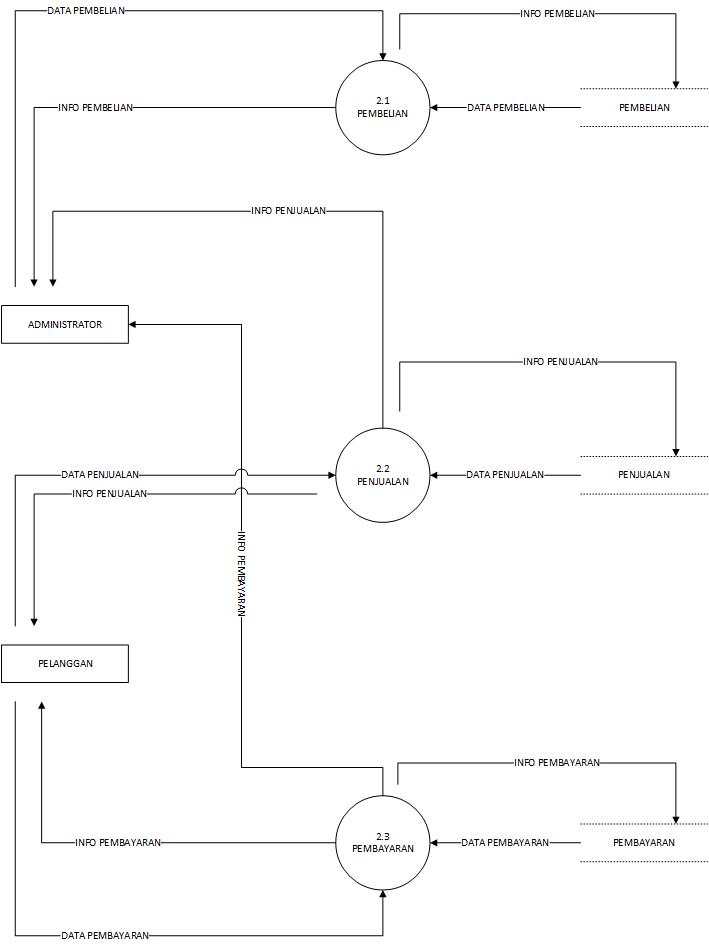 DATA PEMBELIAN
INFO PEMBELIAN
2.1
PEMBELIAN
INFO PEMBELIAN
DATA PEMBELIAN
PEMBELIAN
INFO PENJUALAN
ADMINISTRATOR
INFO PENJUALAN
2.2
PENJUALAN
DATA PENJUALAN
DATA PENJUALAN
PENJUALAN
INFO PENJUALAN
INFO PEMBAYARAN
PELANGGAN
INFO PEMBAYARAN
2.3
PEMBAYARAN
INFO PEMBAYARAN
DATA PEMBAYARAN
PEMBAYARAN
DATA PEMBAYARAN